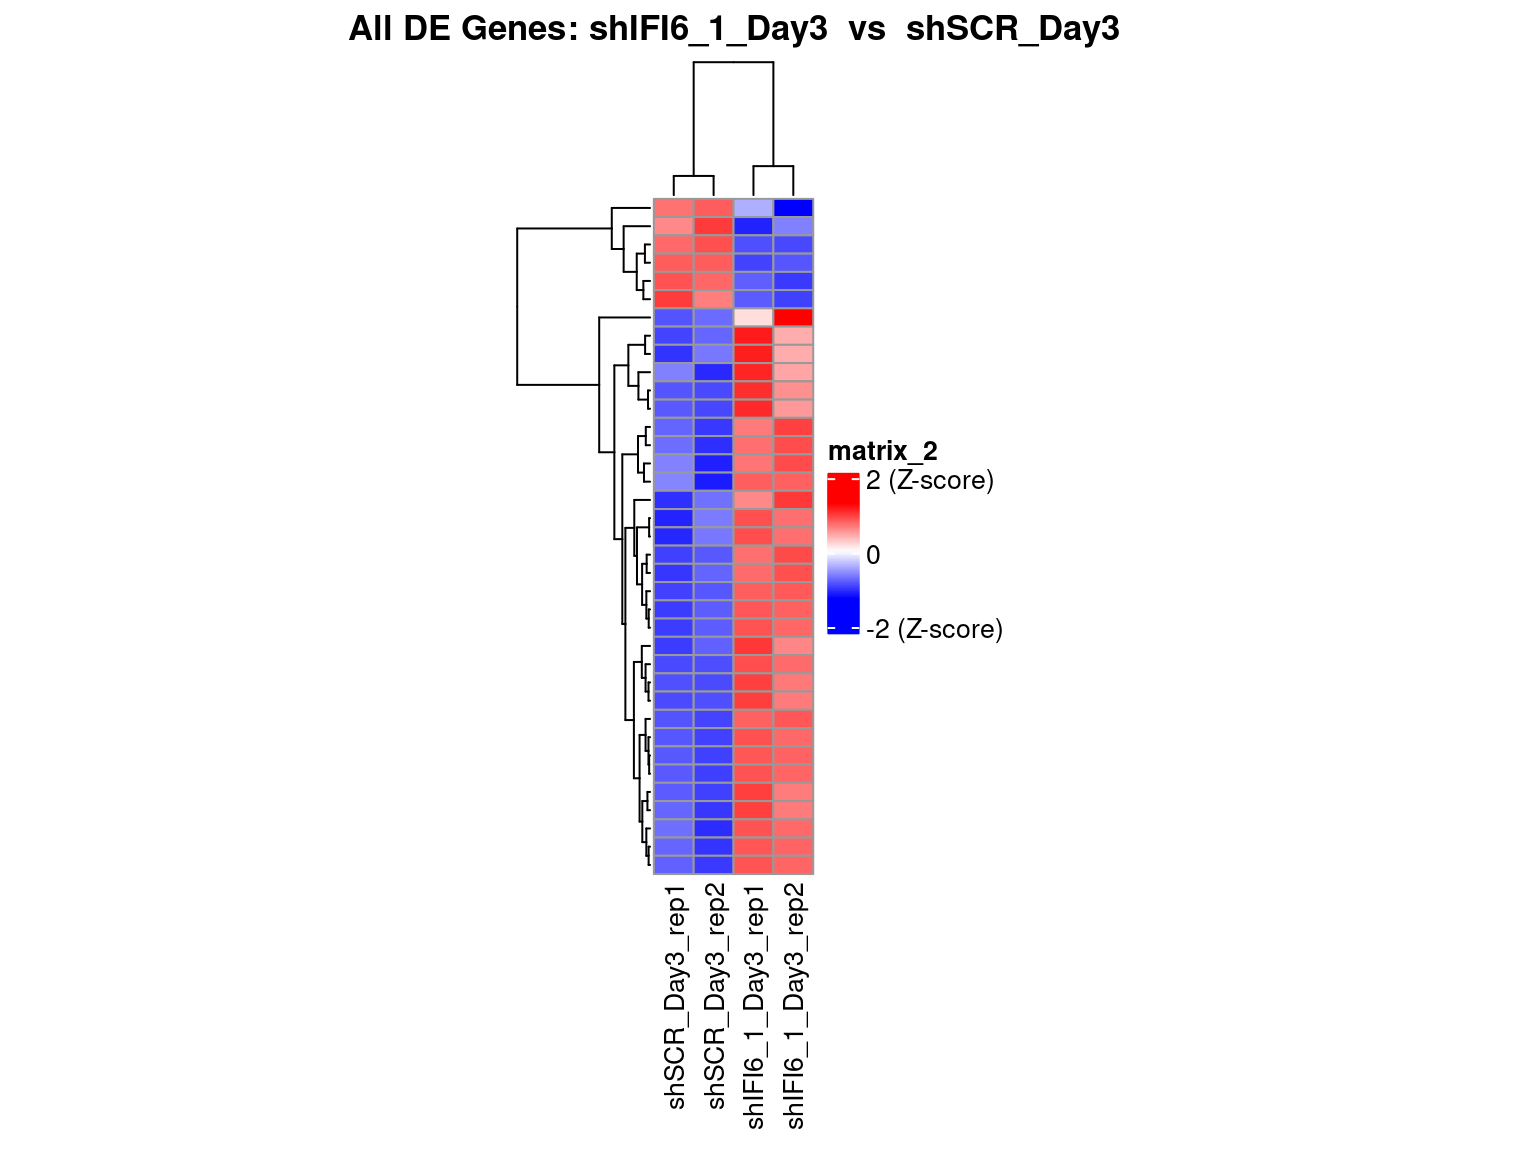 All DE Genes: shIFI6_1_Day3  vs  shSCR_Day3
matrix_2
2 (Z-score)
0
-2 (Z-score)
shSCR_Day3_rep1
shSCR_Day3_rep2
shIFI6_1_Day3_rep1
shIFI6_1_Day3_rep2